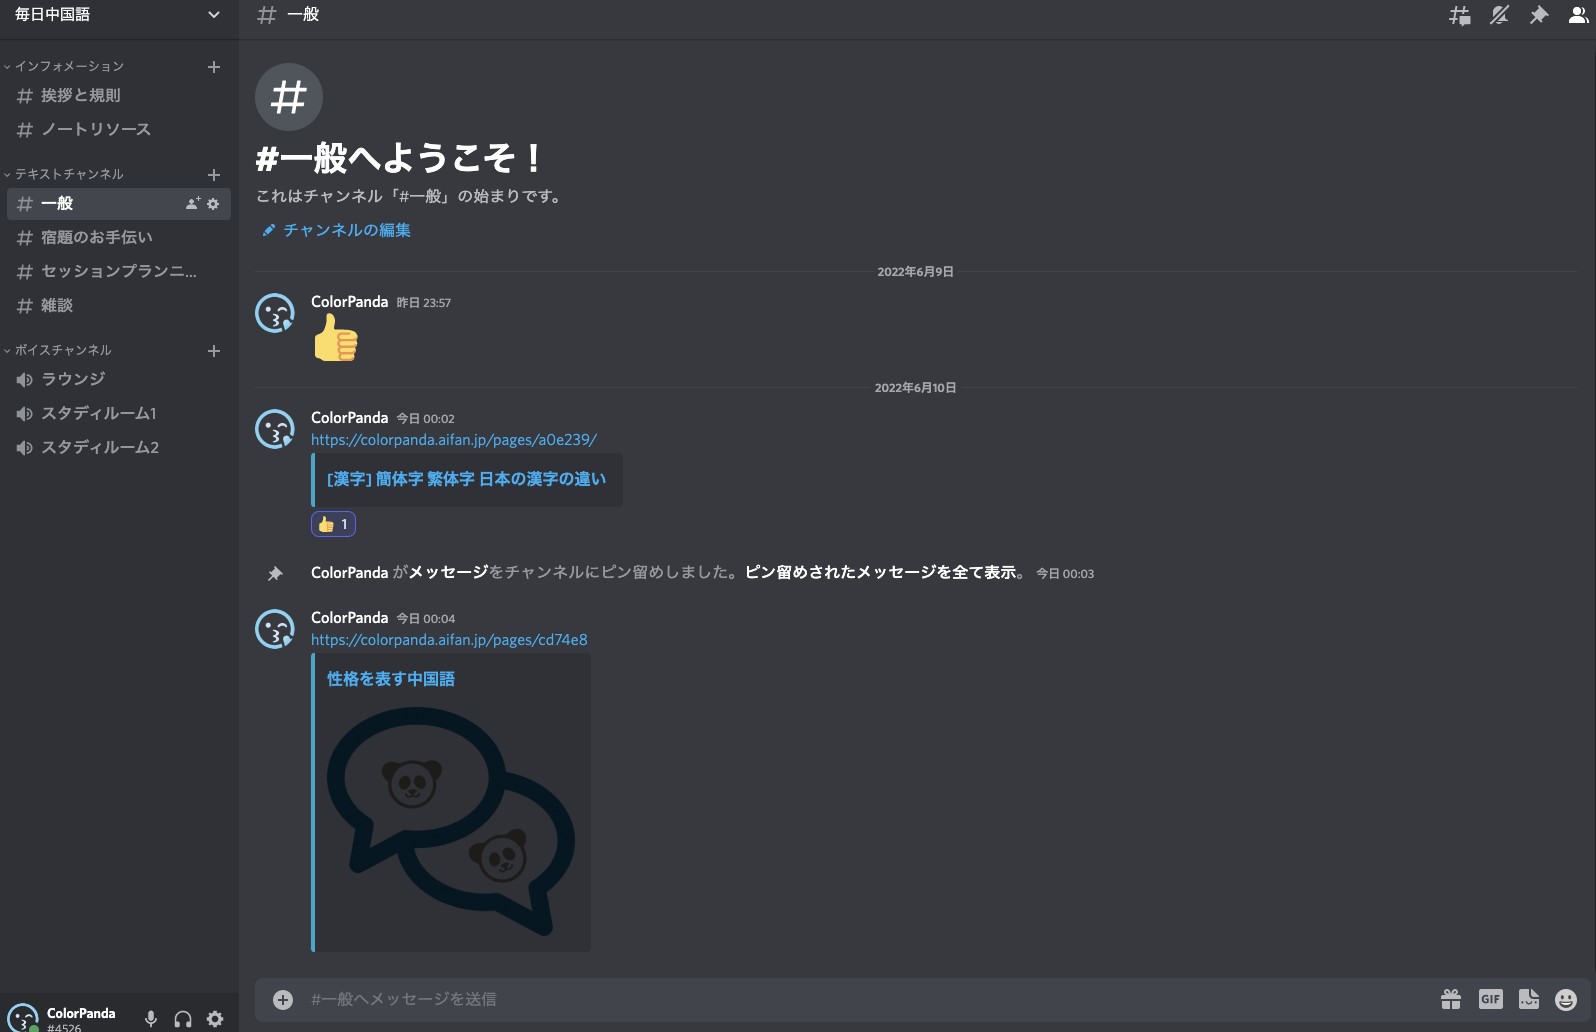 毎日中国語
インフォメーション
挨拶と規則
ノートリソース
テキストチャンネル
一般
宿題のお手伝い
セッションプランニ...
雑談
ボイスチャンネル
ラウンジ
スタディルーム1
スタディルーム2
ColorPanda
#4526
一般
#一般へようこそ！
これはチャンネル「#一般」の始まりです。
チャンネルの編集
2022年6月9日
ColorPanda 昨日 23:57
2022年6月10日
ColorPanda 今日 00:02
https://colorpanda.aifan.jp/pages/a0e239/
[漢字] 簡体字 繁体字 日本の漢字の違い
1
ColorPanda がメッセージをチャンネルにピン留めしました。ピン留めされたメッセージを全て表示。 今日 00:03
ColorPanda 今日 00:04
https://colorpanda.aifan.jp/pages/cd74e8
性格を表す中国語
#一般へメッセージを送信
GIF